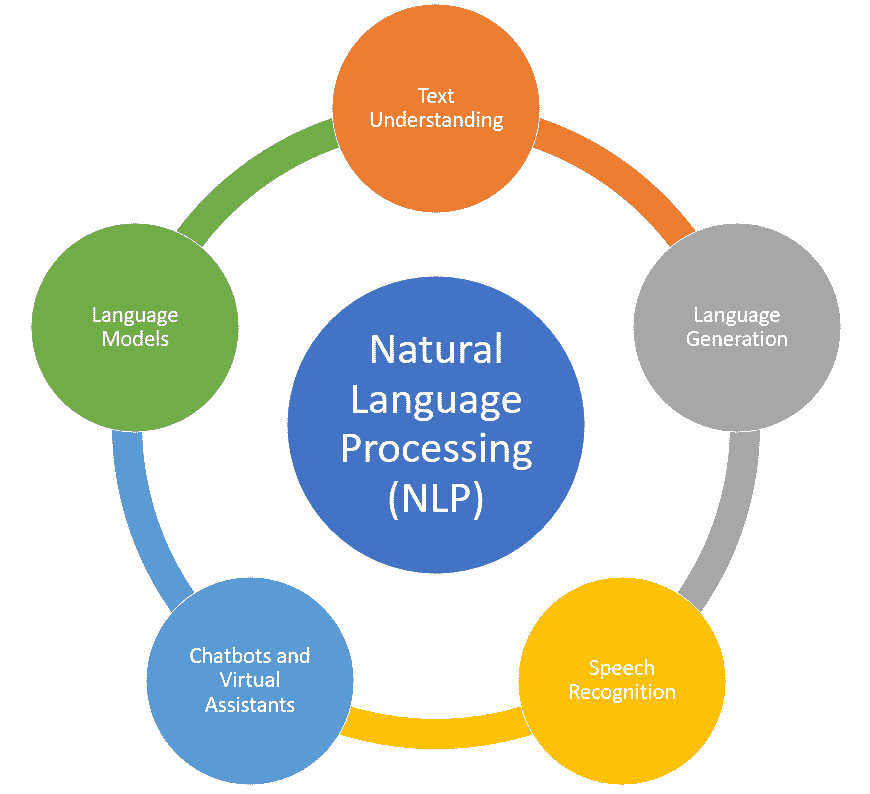 Text
Understanding
Language
Generation
Speech
Recognition
Chatbots and
Virtual
Assistants
Language
Models
Natural
Language
Processing
(NLP)